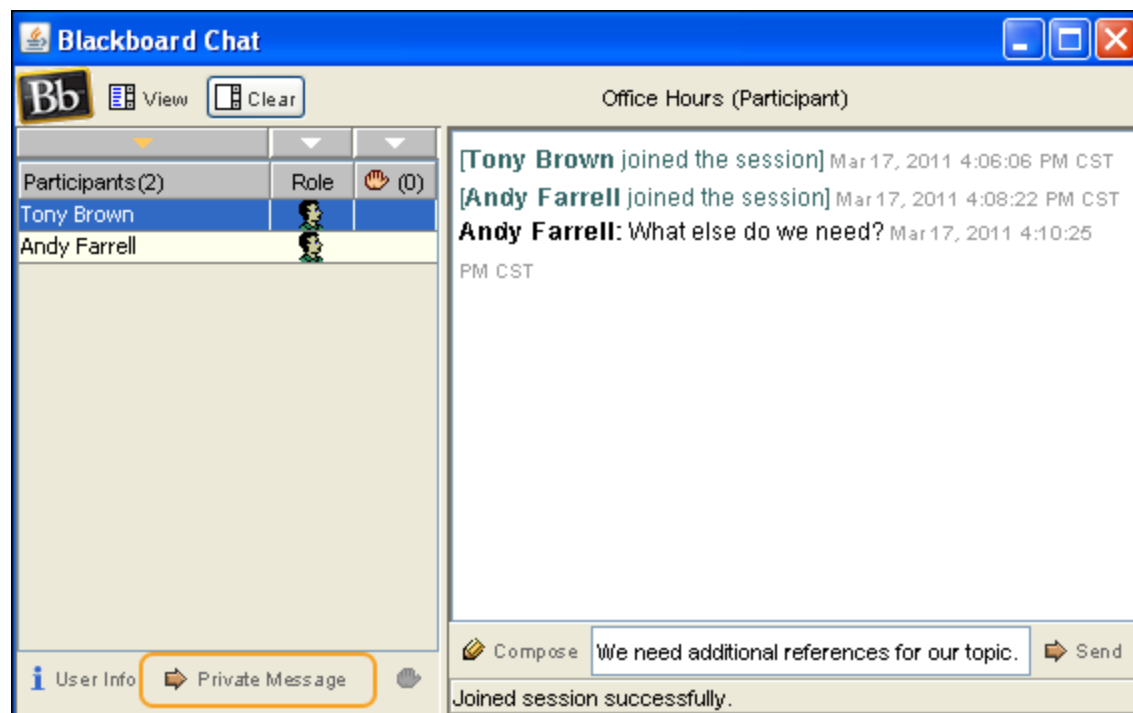 Blackboard Chat
Bb View Clear Office Hours (Participant)
Participants(2) Role (0)
Tony Brown
Andy Farrell
[Tony Brown joined the session] Mar 17, 2011 4:06:06 PM CST
[Andy Farrell joined the session] Mar 17, 2011 4:08:22 PM CST
Andy Farrell: What else do we need? Mar 17, 2011 4:10:25
PM CST
Compose We need additional references for our topic. Send
User Info Private Message
Joined session successfully.